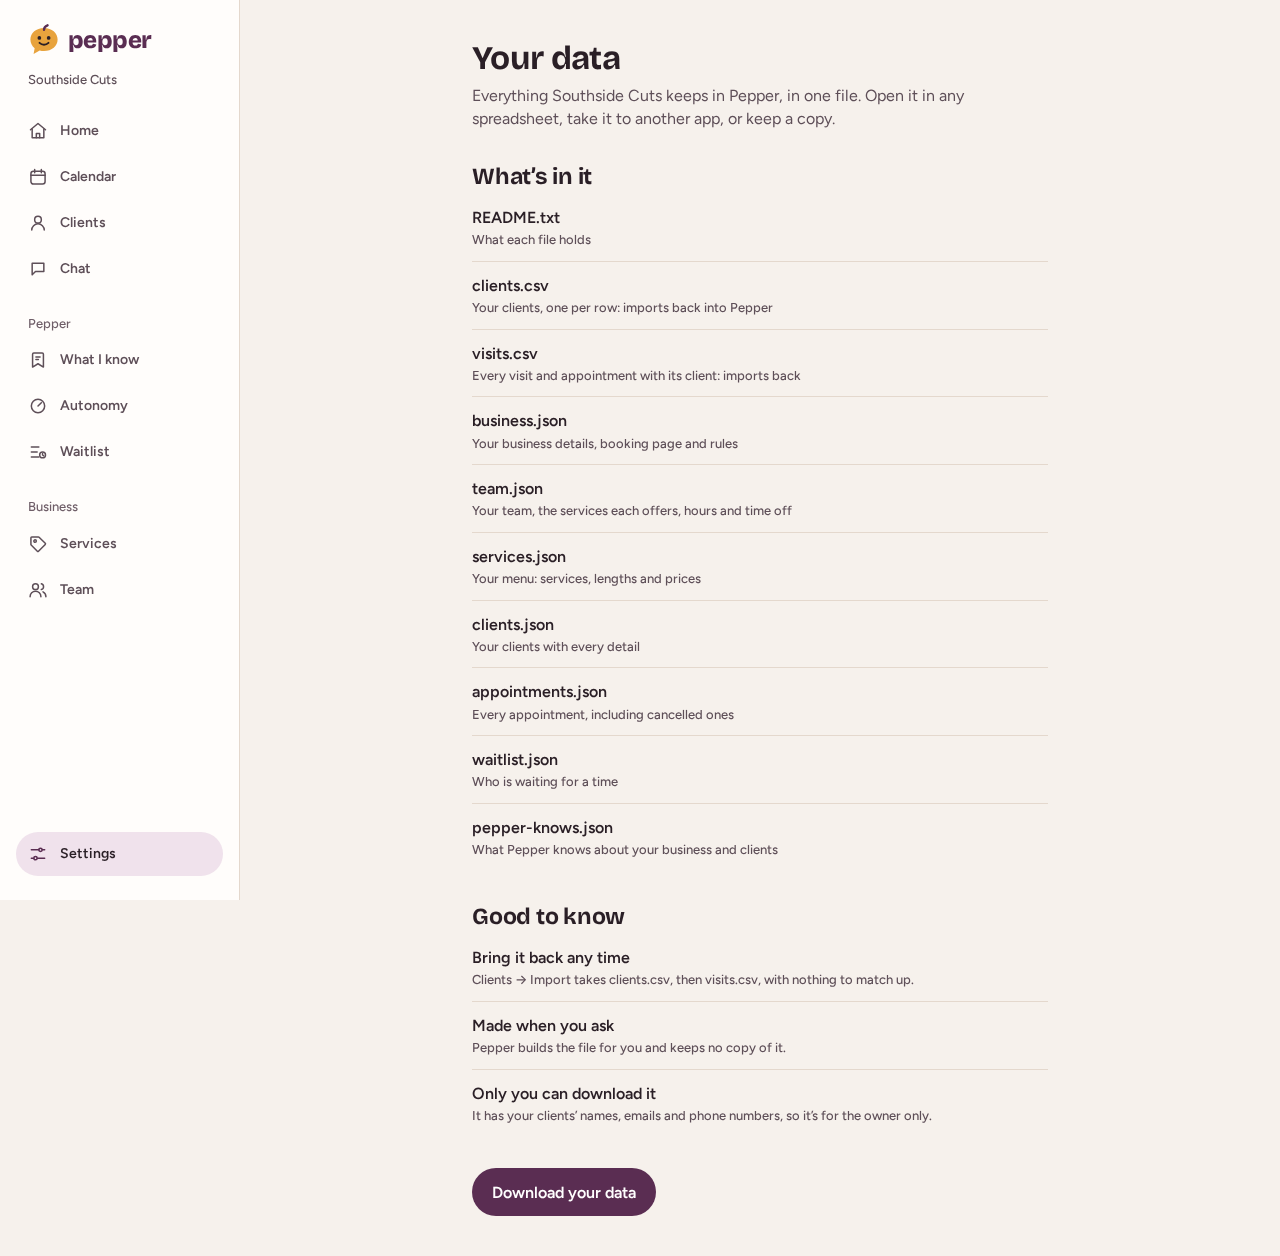 pepper
Southside Cuts
Home
Calendar
Clients
Chat
Pepper
What I know
Autonomy
Waitlist
Business
Services
Team
Settings
Your data
Everything Southside Cuts keeps in Pepper, in one file. Open it in any
spreadsheet, take it to another app, or keep a copy.
What’s in it
README.txt
What each file holds
clients.csv
Your clients, one per row: imports back into Pepper
visits.csv
Every visit and appointment with its client: imports back
business.json
Your business details, booking page and rules
team.json
Your team, the services each offers, hours and time off
services.json
Your menu: services, lengths and prices
clients.json
Your clients with every detail
appointments.json
Every appointment, including cancelled ones
waitlist.json
Who is waiting for a time
pepper-knows.json
What Pepper knows about your business and clients
Good to know
Bring it back any time
Clients → Import takes clients.csv, then visits.csv, with nothing to match up.
Made when you ask
Pepper builds the file for you and keeps no copy of it.
Only you can download it
It has your clients’ names, emails and phone numbers, so it’s for the owner only.
Download your data